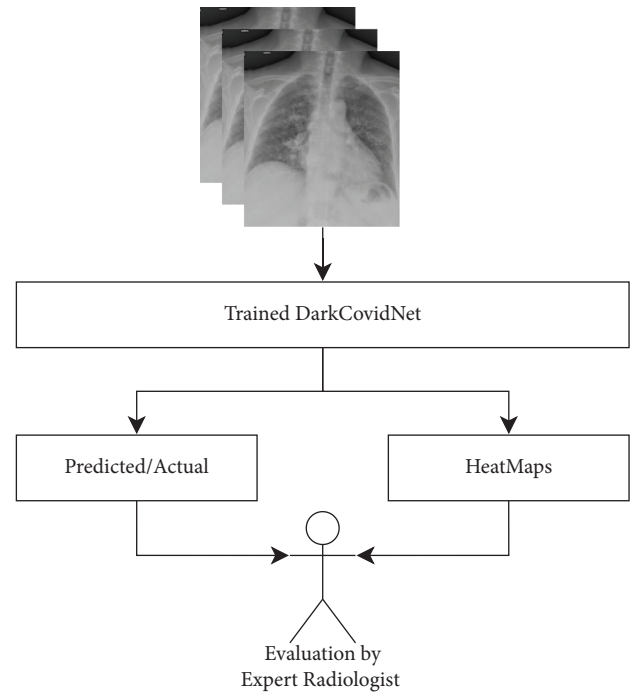 Trained DarkCovidNet
Predicted/Actual
HeatMaps
Evaluation by
Expert Radiologist